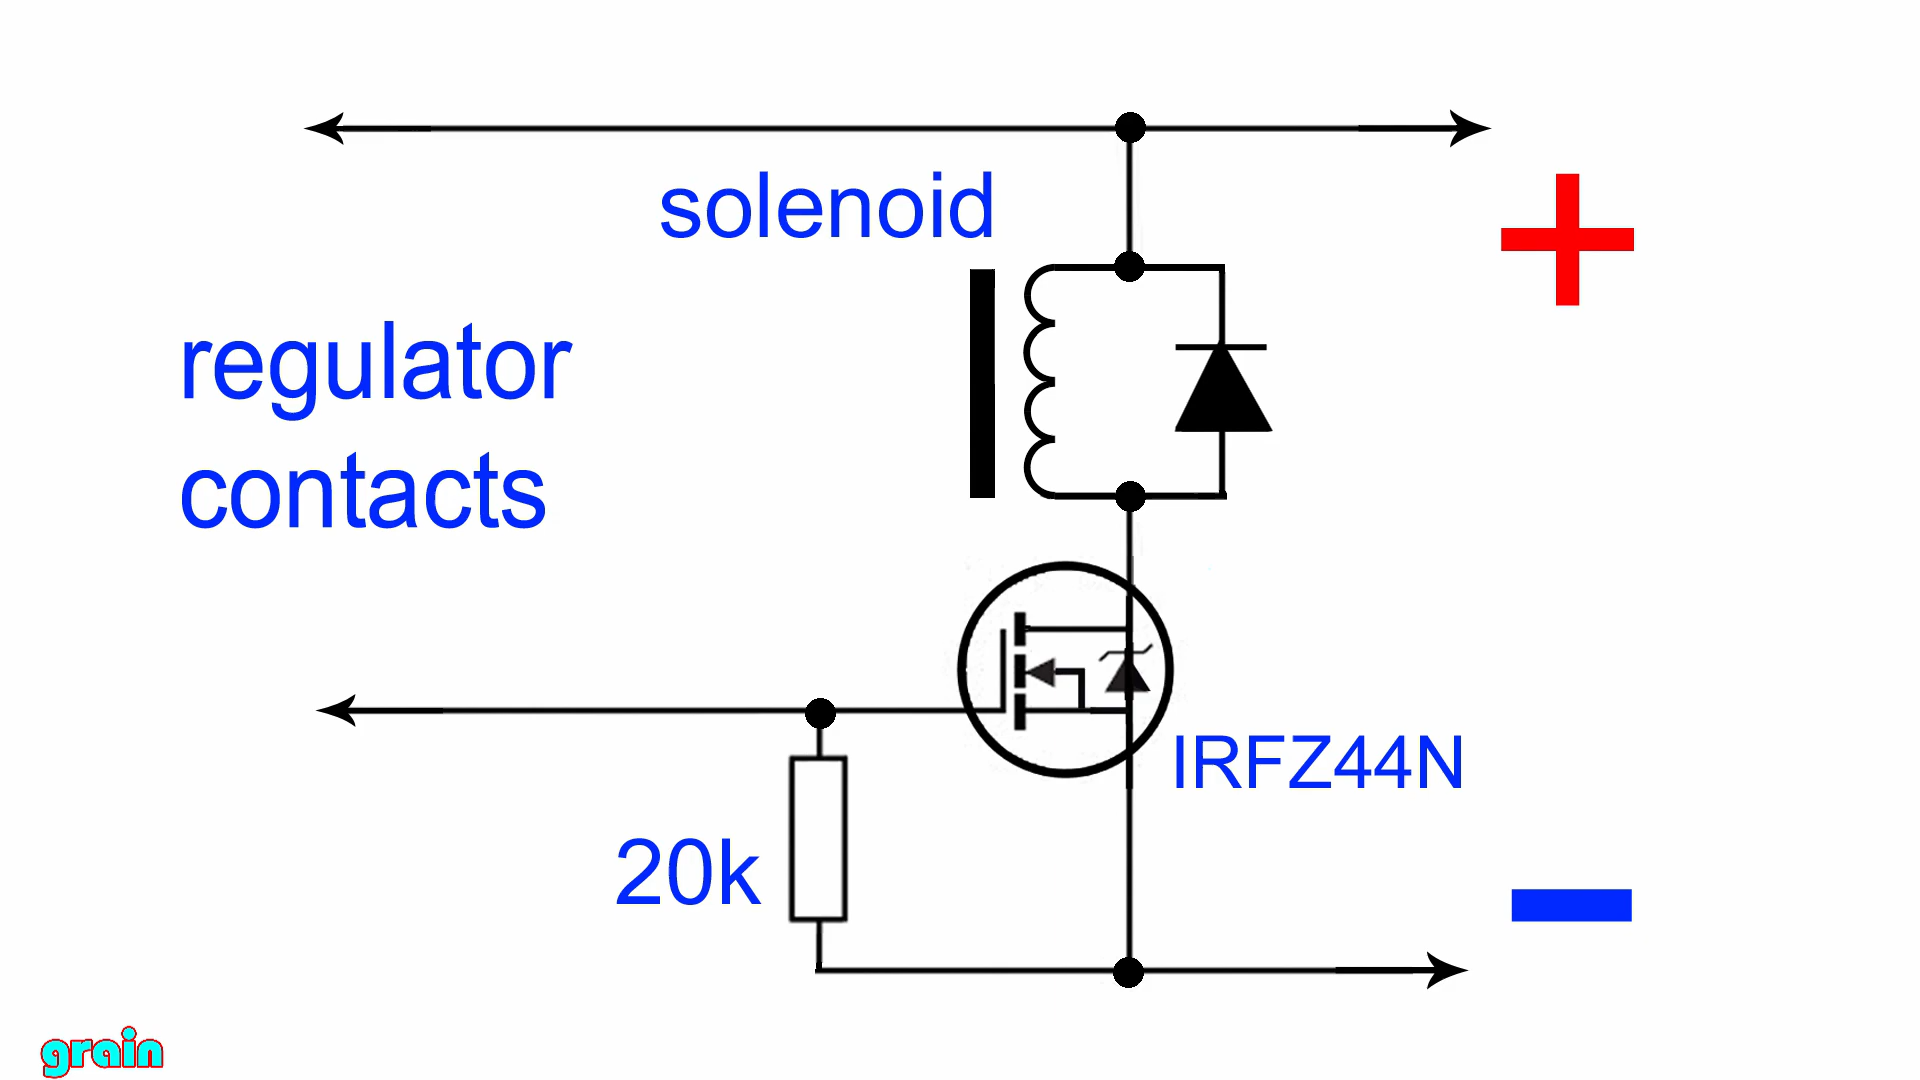 solenoid
+
regulator
contacts
IRFZ44N
20k
−
grain